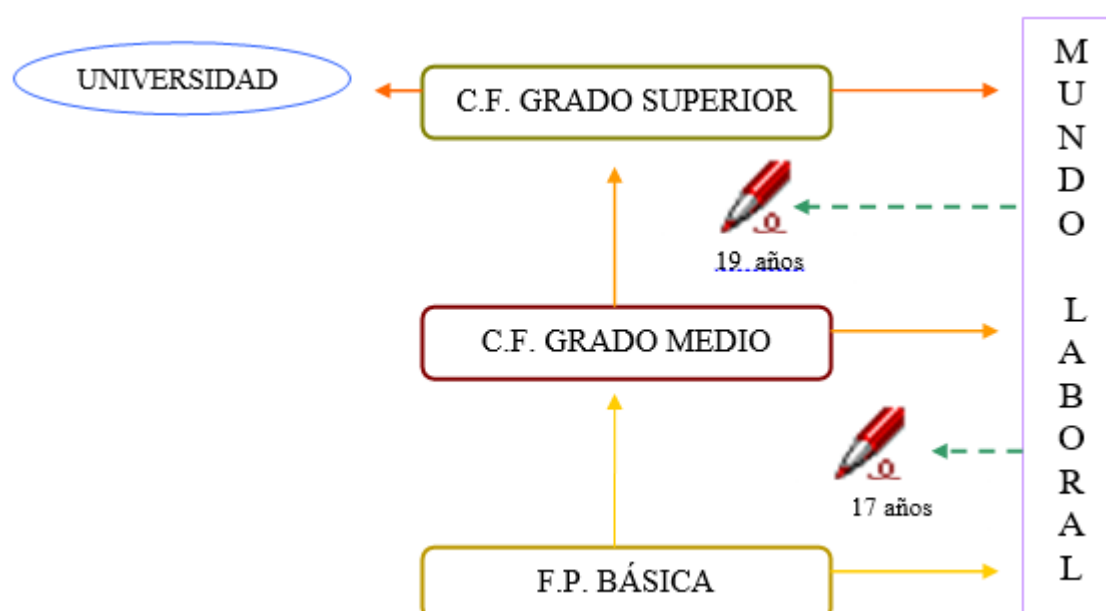 UNIVERSIDAD
C.F. GRADO SUPERIOR
19 años
C.F. GRADO MEDIO
17 años
F.P. BÁSICA
M
U
N
D
O
L
A
B
O
R
A
L